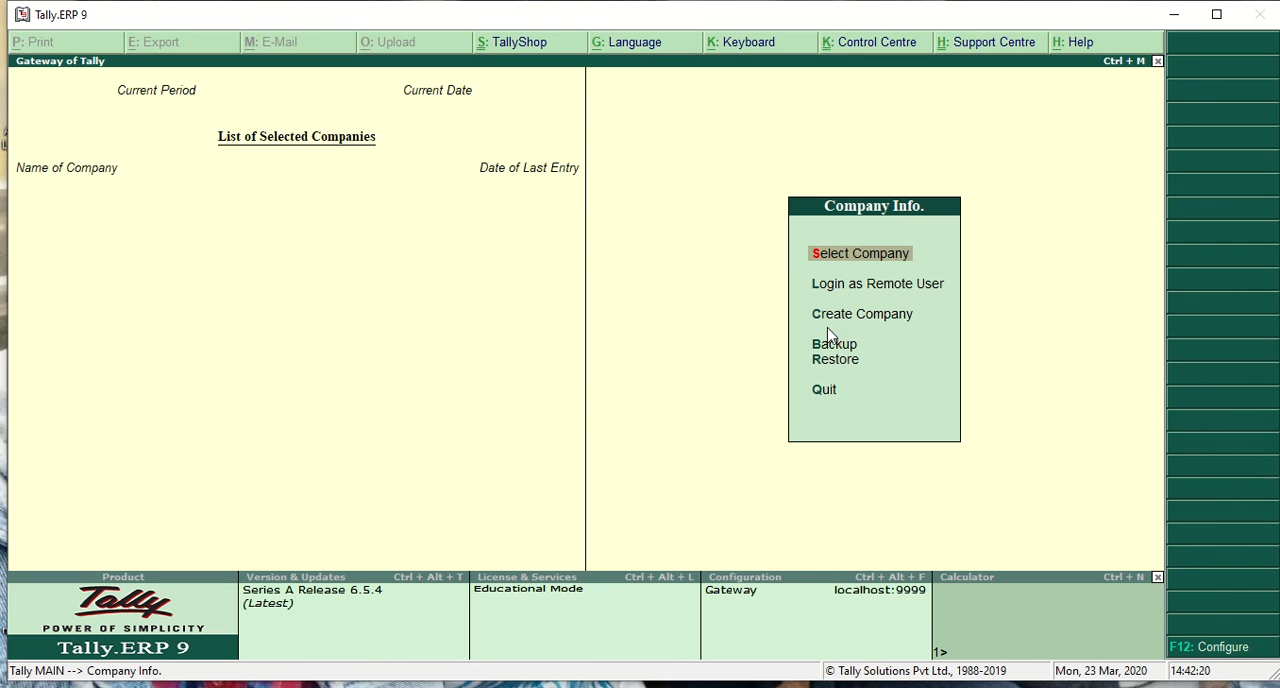 Tally.ERP 9
P: Print
E: Export
M: E-Mail
O: Upload
S: TallyShop
G: Language
K: Keyboard
K: Control Centre
H: Support Centre
H: Help
Gateway of Tally
Ctrl + M
Current Period
Current Date
List of Selected Companies
Name of Company
Date of Last Entry
Company Info.
Select Company
Login as Remote User
Create Company
Backup
Restore
Quit
Product
Tally
POWER OF SIMPLICITY
Tally.ERP 9
Version & Updates
Ctrl + Alt + T
Series A Release 6.5.4
(Latest)
License & Services
Ctrl + Alt + L
Educational Mode
Configuration
Ctrl + Alt + F
Gateway
localhost:9999
Calculator
Ctrl + N
1>
F12: Configure
Tally MAIN --> Company Info.
© Tally Solutions Pvt Ltd., 1988-2019
Mon, 23 Mar, 2020
14:42:20